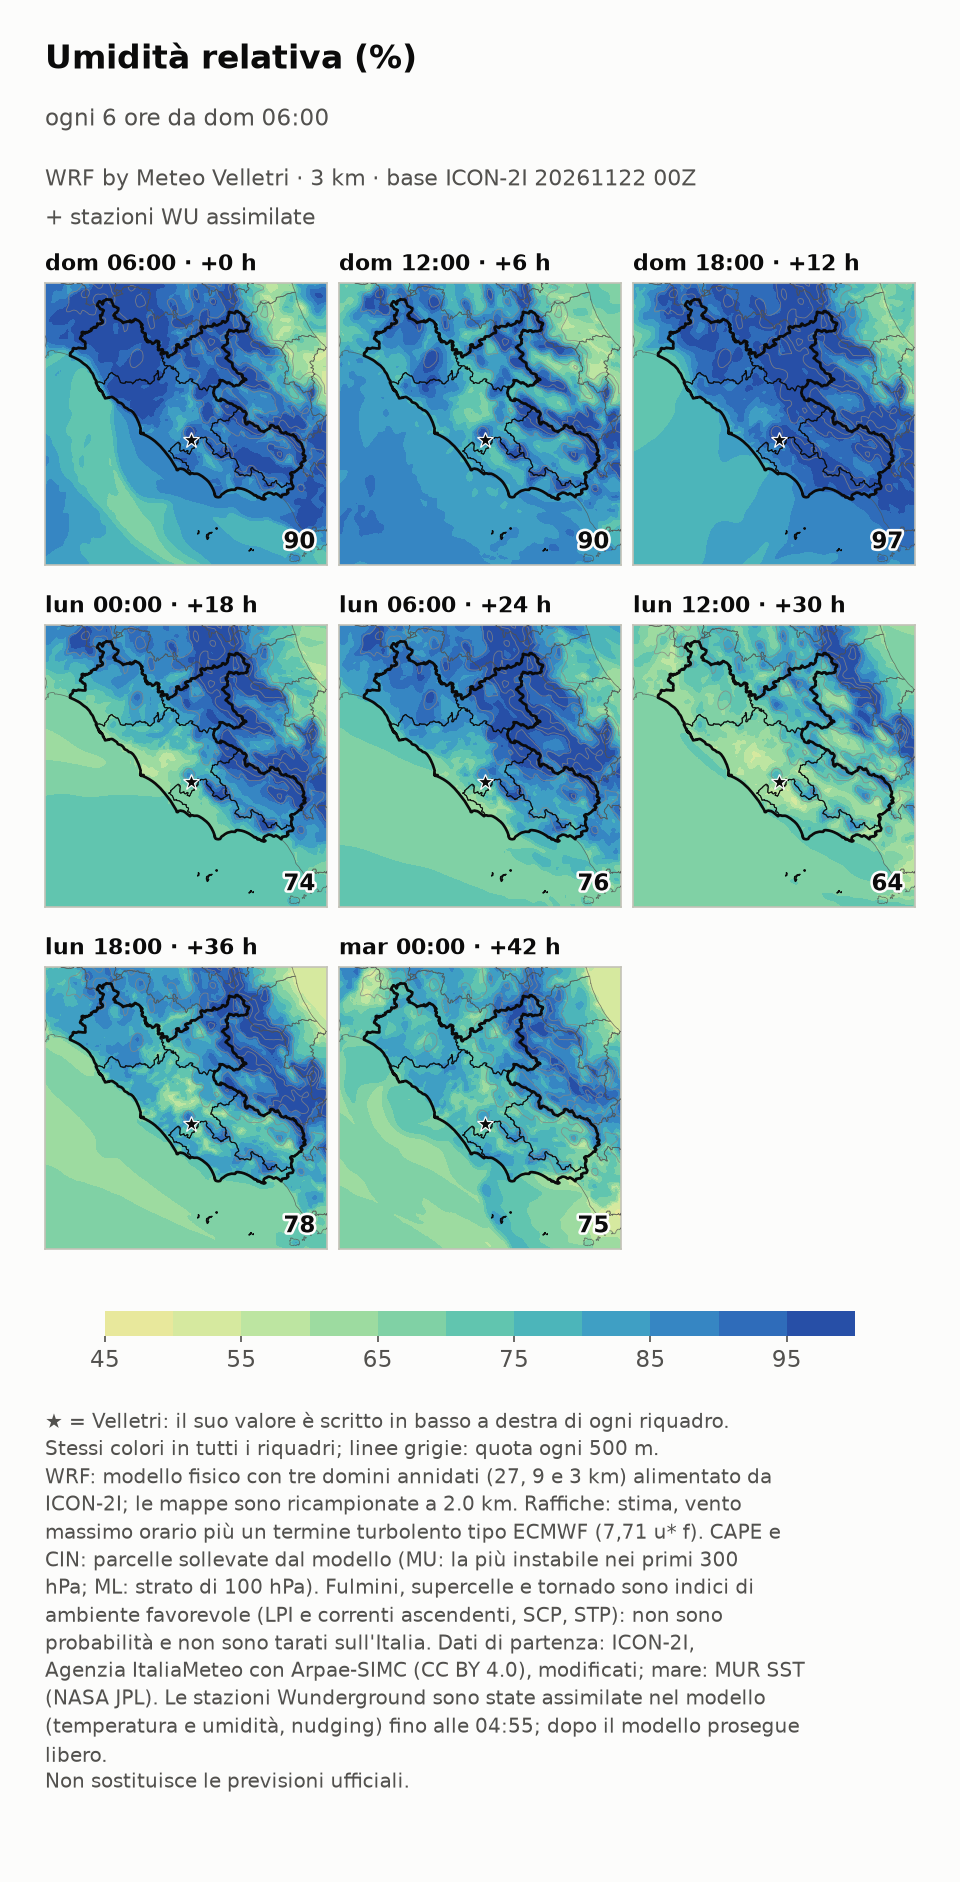 Umidità relativa (%)
ogni 6 ore da dom 06:00
WRF by Meteo Velletri · 3 km · base ICON-2I 20261122 00Z
+ stazioni WU assimilate
dom 06:00 · +0 h
dom 12:00 · +6 h
dom 18:00 · +12 h
90
90
97
lun 00:00 · +18 h
lun 06:00 · +24 h
lun 12:00 · +30 h
74
76
64
lun 18:00 · +36 h
mar 00:00 · +42 h
78
75
45 55 65 75 85 95
★ = Velletri: il suo valore è scritto in basso a destra di ogni riquadro.
Stessi colori in tutti i riquadri; linee grigie: quota ogni 500 m.
WRF: modello fisico con tre domini annidati (27, 9 e 3 km) alimentato da
ICON-2I; le mappe sono ricampionate a 2.0 km. Raffiche: stima, vento
massimo orario più un termine turbolento tipo ECMWF (7,71 u* f). CAPE e
CIN: parcelle sollevate dal modello (MU: la più instabile nei primi 300
hPa; ML: strato di 100 hPa). Fulmini, supercelle e tornado sono indici di
ambiente favorevole (LPI e correnti ascendenti, SCP, STP): non sono
probabilità e non sono tarati sull'Italia. Dati di partenza: ICON-2I,
Agenzia ItaliaMeteo con Arpae-SIMC (CC BY 4.0), modificati; mare: MUR SST
(NASA JPL). Le stazioni Wunderground sono state assimilate nel modello
(temperatura e umidità, nudging) fino alle 04:55; dopo il modello prosegue
libero.
Non sostituisce le previsioni ufficiali.